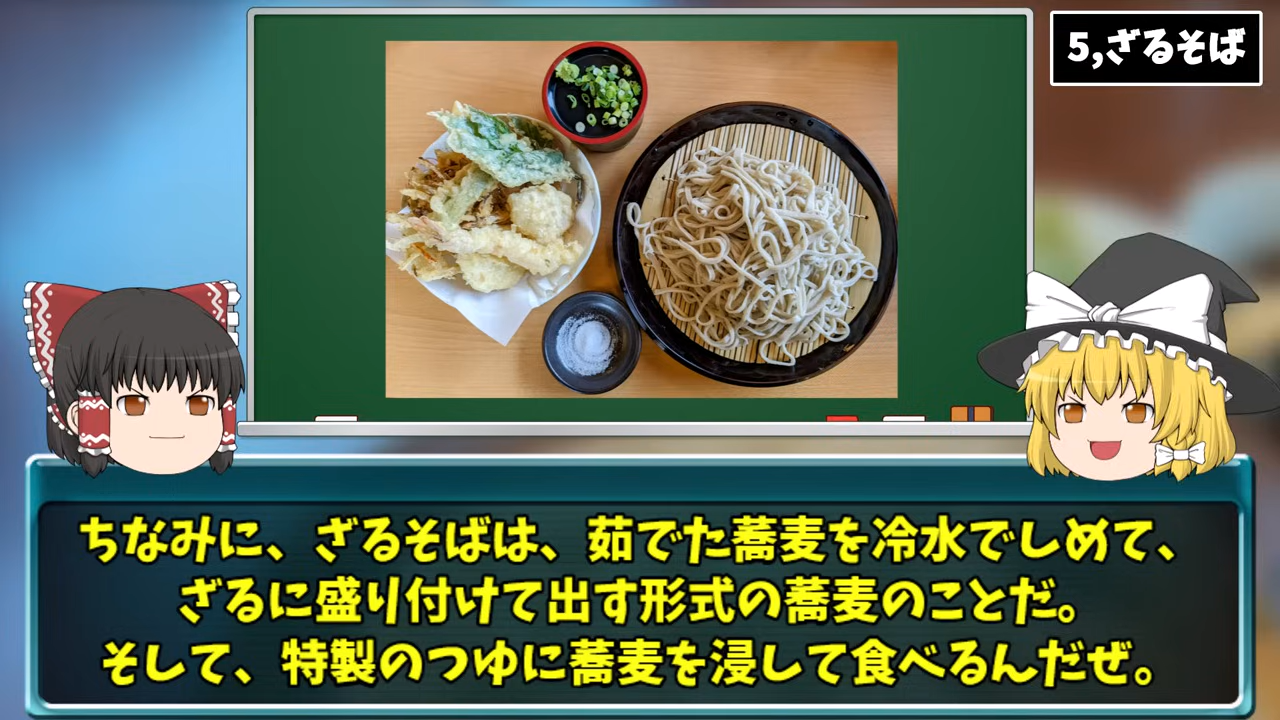 5,ざるそば
ちなみに、ざるそばは、茹でた蕎麦を冷水でしめて、
ざるに盛り付けて出す形式の蕎麦のことだ。
そして、特製のつゆに蕎麦を浸して食べるんだぜ。